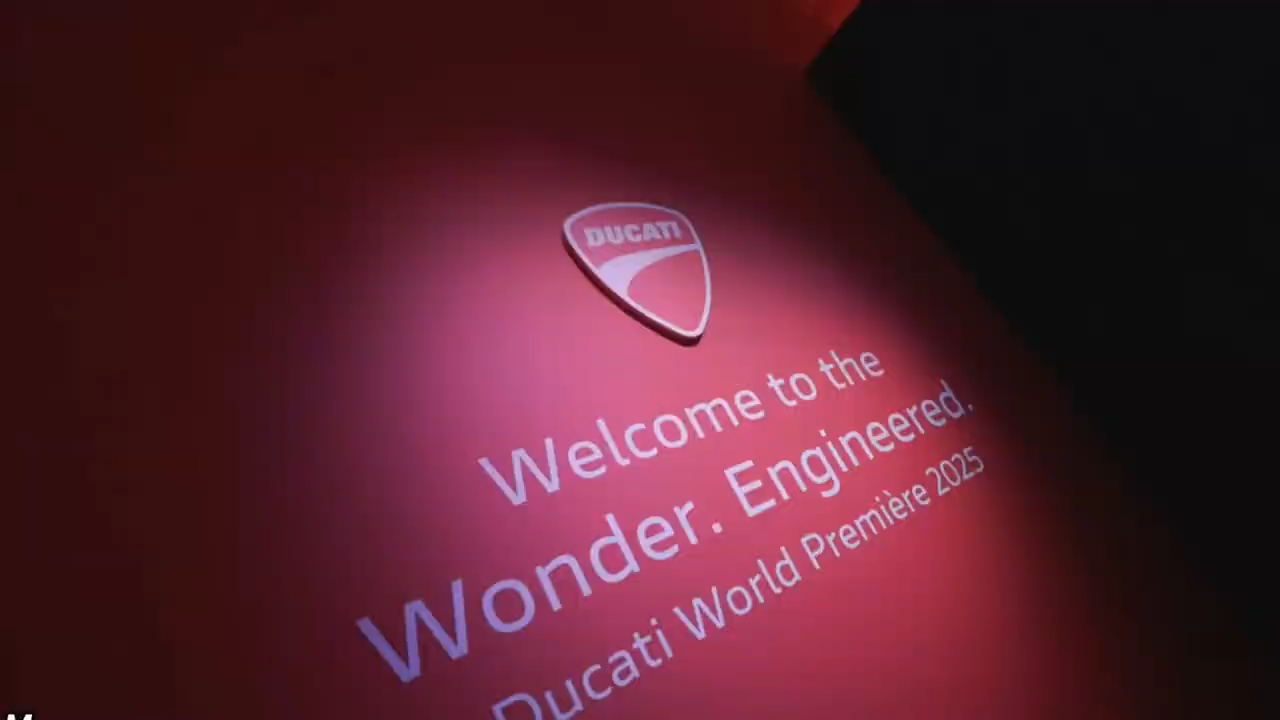 DUCATI
Welcome to the
Wonder. Engineered.
Ducati World Première 2025